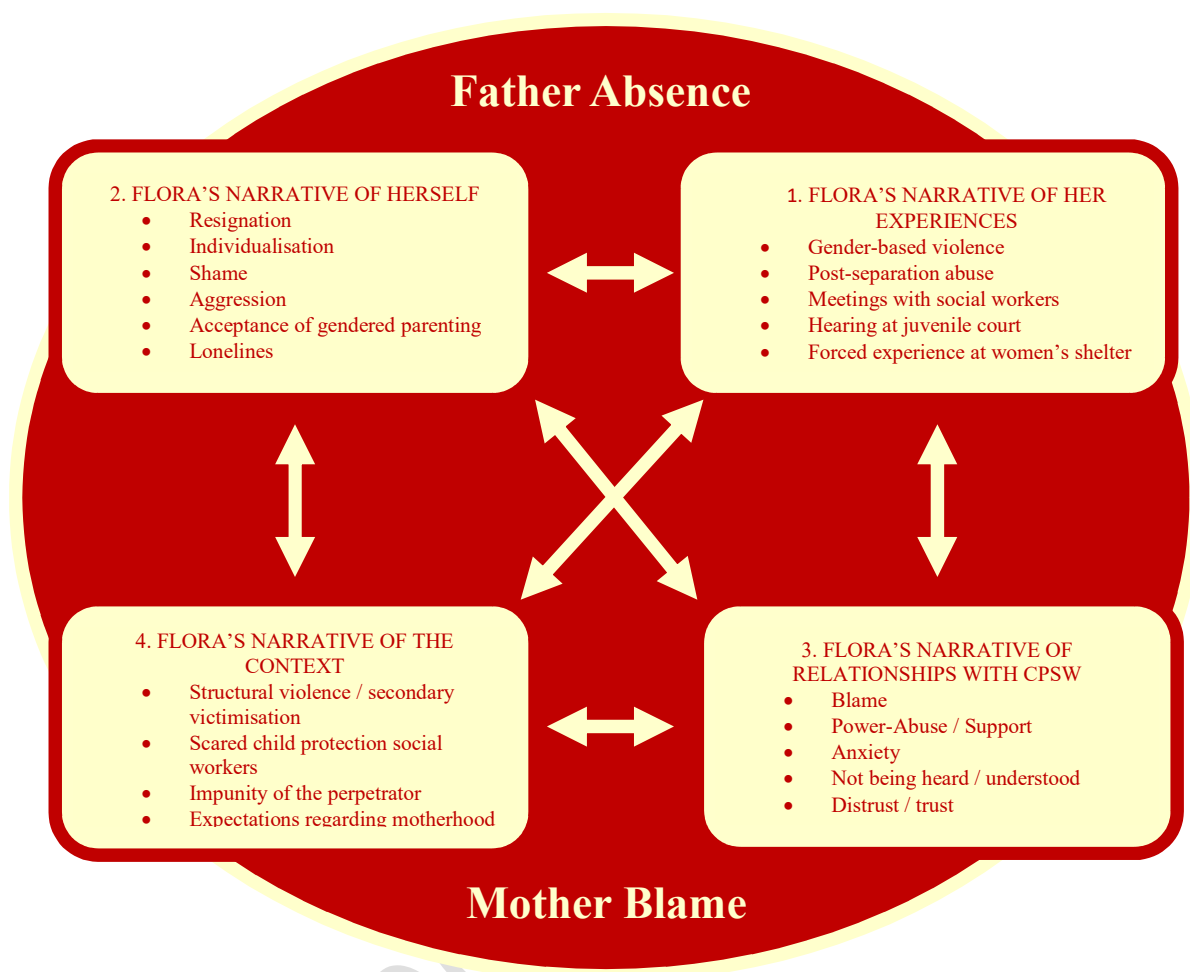 Father Absence
2. FLORA’S NARRATIVE OF HERSELF
• Resignation
• Individualisation
• Shame
• Aggression
• Acceptance of gendered parenting
• Lonelines
1. FLORA’S NARRATIVE OF HER
EXPERIENCES
• Gender-based violence
• Post-separation abuse
• Meetings with social workers
• Hearing at juvenile court
• Forced experience at women’s shelter
4. FLORA’S NARRATIVE OF THE
CONTEXT
• Structural violence / secondary
victimisation
• Scared child protection social
workers
• Impunity of the perpetrator
• Expectations regarding motherhood
3. FLORA’S NARRATIVE OF
RELATIONSHIPS WITH CPSW
• Blame
• Power-Abuse / Support
• Anxiety
• Not being heard / understood
• Distrust / trust
Mother Blame